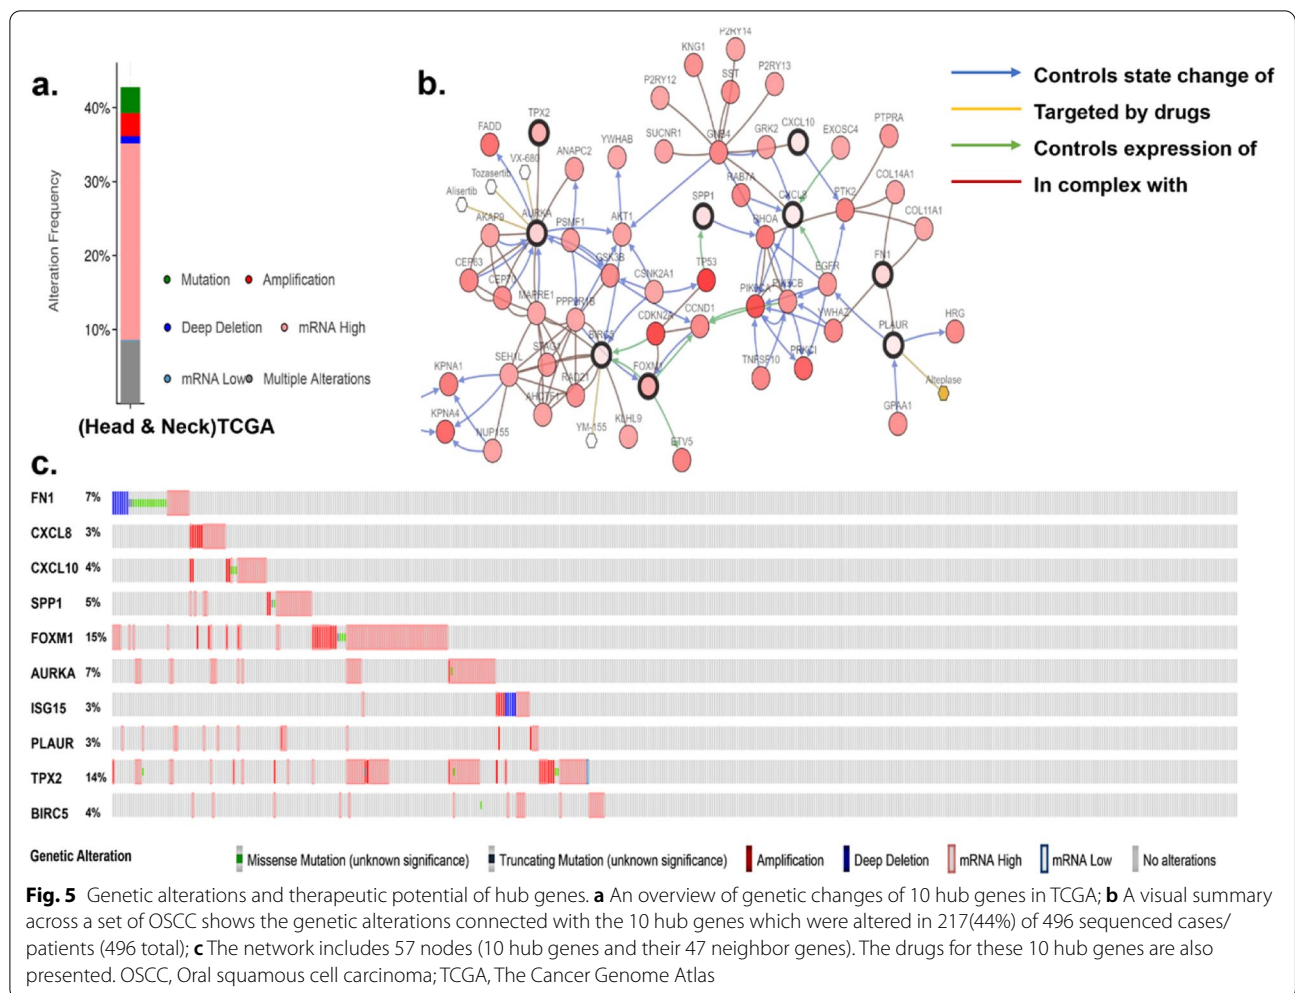 a.
40%
30%
20%
10%
Alteration Frequency
Mutation
Amplification
Deep Deletion
mRNA High
mRNA Low
Multiple Alterations
(Head & Neck)TCGA
b.
P2RY14
KNG1
SST
P2RY13
P2RY12
SUCNR1
GNB4
GRK2
CXCL10
EXOSC4
PTPRA
FADD
TPX2
VX-680
ANAPC2
YWHAB
Tozasertib
Alisertib
RAB7A
CXCL8
PTK2
COL14A1
SPP1
COL11A1
AKAP9
AURKA
PSMF1
AKT1
RHOA
FN1
CEP63
CEP70
GSK3B
CSNK2A1
TP53
EGFR
MAPRE1
PPP2R1B
PIK3CA
PIK3CB
CCND1
CDKN2A
YWHAZ
PLAUR
HRG
BIRC5
STAG1
SEH1L
RAD21
FOXM1
TNFSF10
PRKCI
Alteplase
KPNA1
AHCTF1
KPNA4
NUP155
YM-155
KLHL9
ETV5
GPAA1
Controls state change of
Targeted by drugs
Controls expression of
In complex with
c.
FN1 7%
CXCL8 3%
CXCL10 4%
SPP1 5%
FOXM1 15%
AURKA 7%
ISG15 3%
PLAUR 3%
TPX2 14%
BIRC5 4%
Genetic Alteration Missense Mutation (unknown significance) Truncating Mutation (unknown significance) Amplification Deep Deletion mRNA High mRNA Low No alterations
Fig. 5 Genetic alterations and therapeutic potential of hub genes. a An overview of genetic changes of 10 hub genes in TCGA; b A visual summary
across a set of OSCC shows the genetic alterations connected with the 10 hub genes which were altered in 217(44%) of 496 sequenced cases/
patients (496 total); c The network includes 57 nodes (10 hub genes and their 47 neighbor genes). The drugs for these 10 hub genes are also
presented. OSCC, Oral squamous cell carcinoma; TCGA, The Cancer Genome Atlas